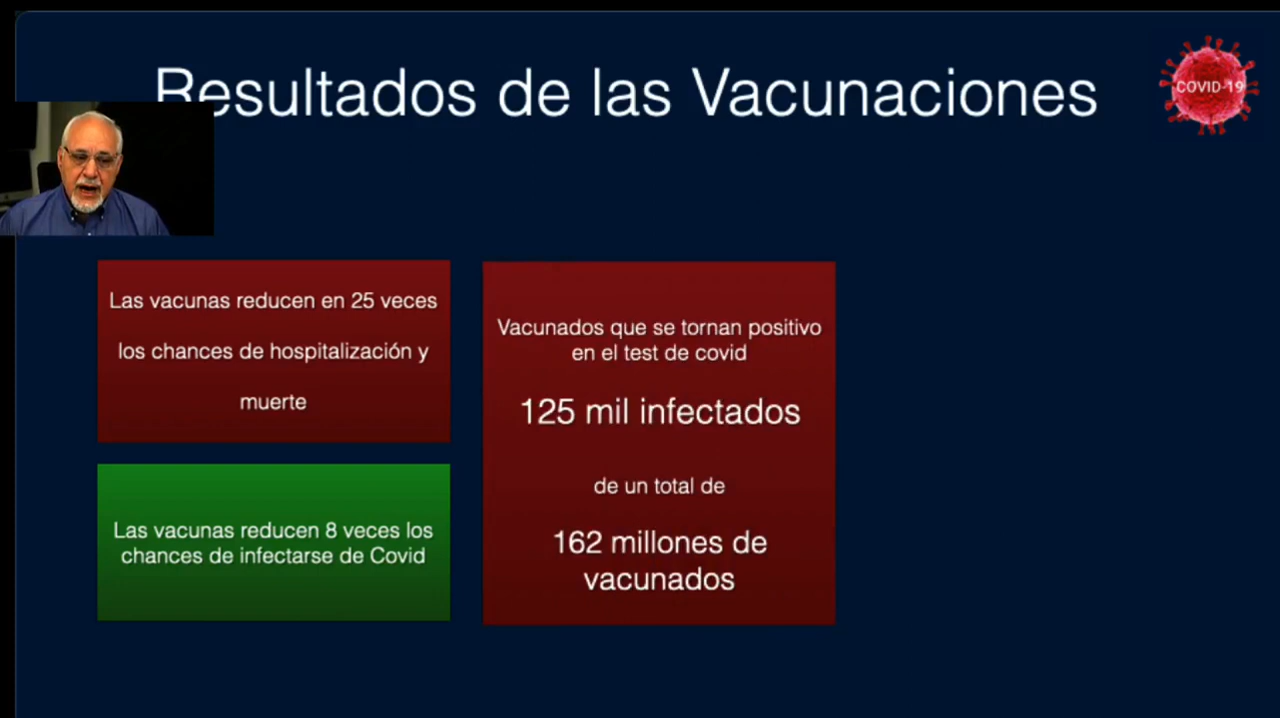 Resultados de las Vacunaciones
COVID-19
Las vacunas reducen en 25 veces
los chances de hospitalización y
muerte
Las vacunas reducen 8 veces los
chances de infectarse de Covid
Vacunados que se tornan positivo
en el test de covid
125 mil infectados
de un total de
162 millones de
vacunados